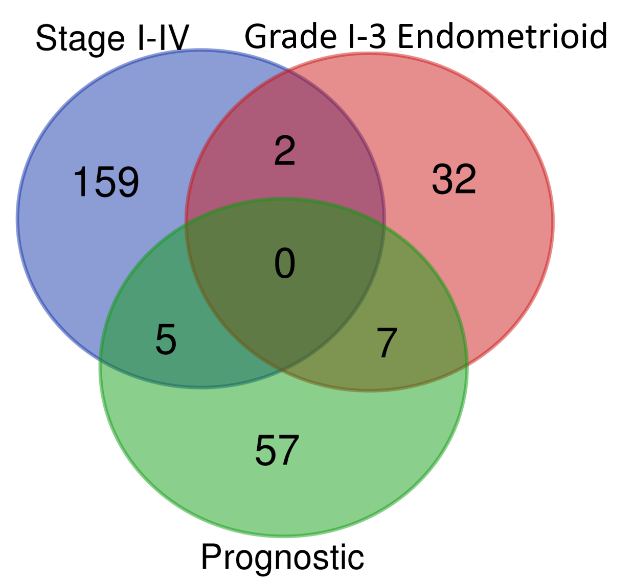 Stage I-IV
Grade I-3 Endometrioid
2
159
32
0
5
7
57
Prognostic